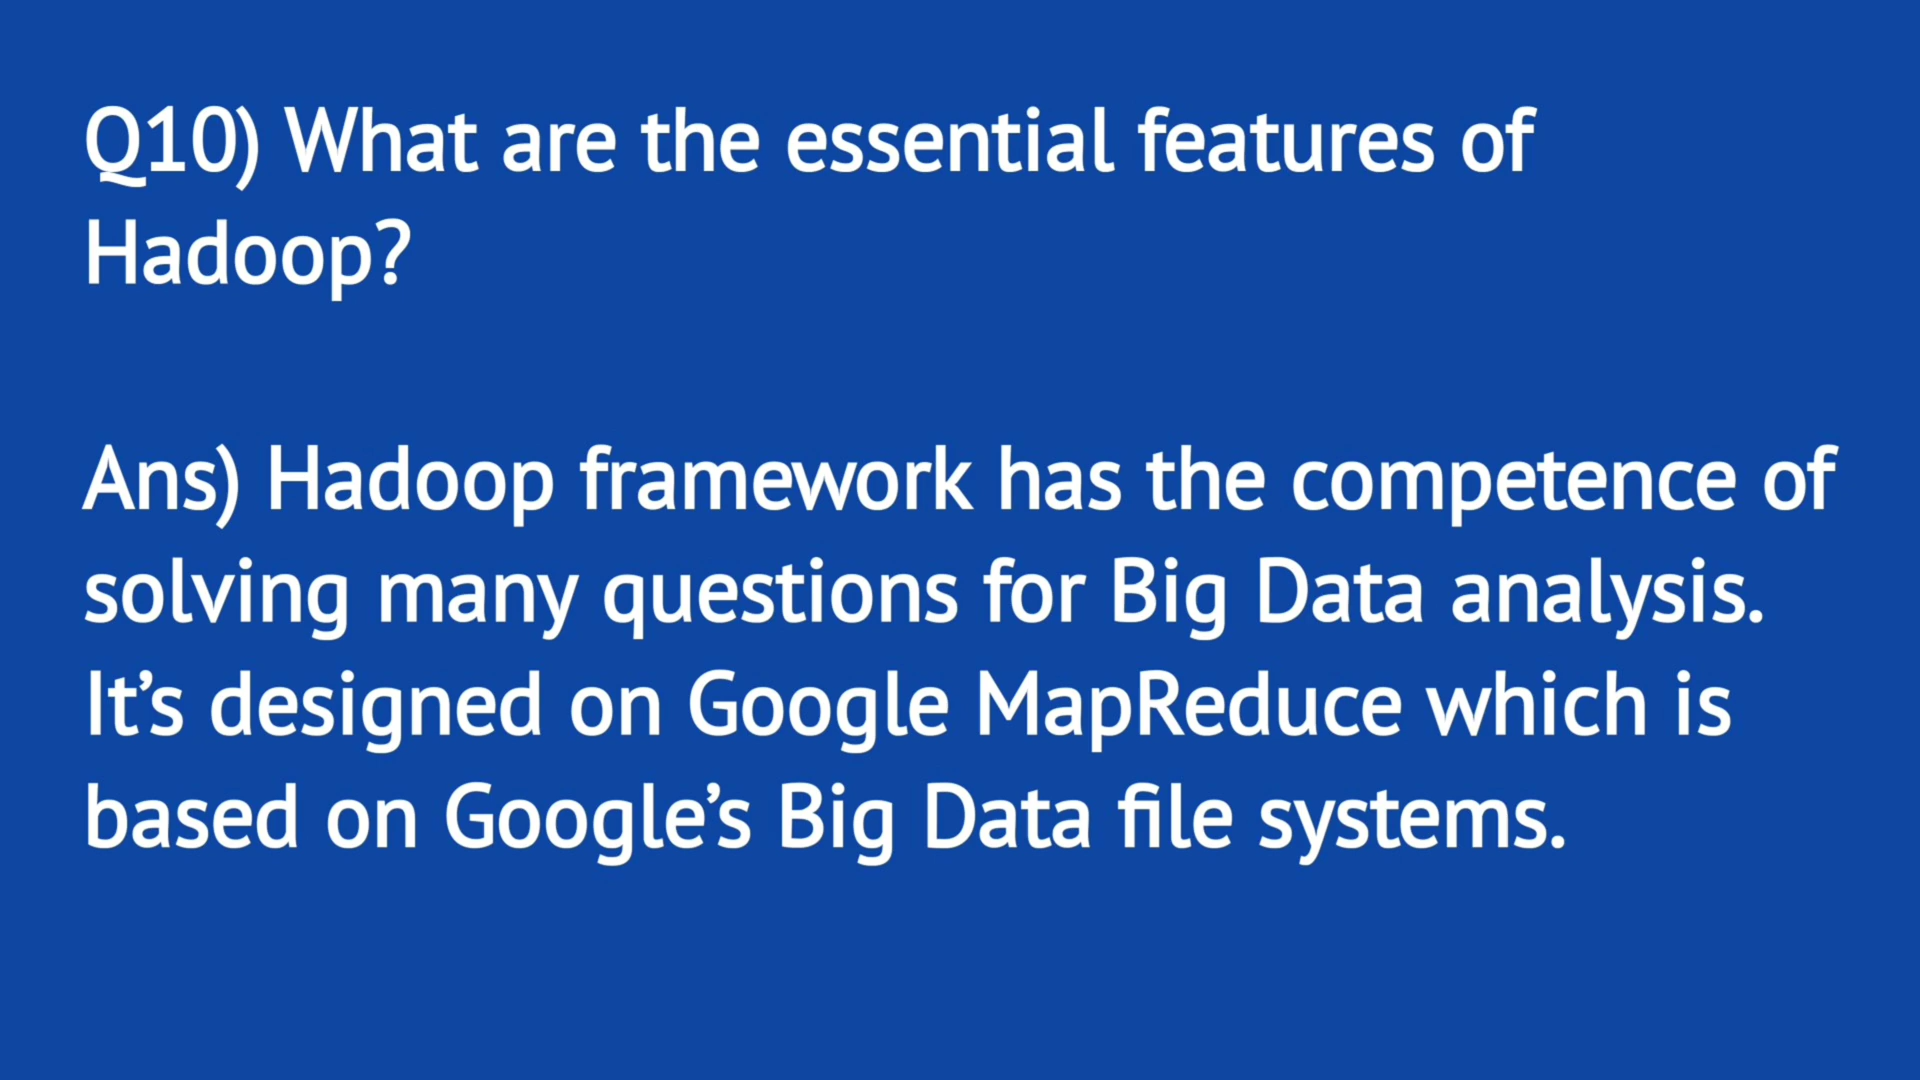 Q10) What are the essential features of
Hadoop?
Ans) Hadoop framework has the competence of
solving many questions for Big Data analysis.
It’s designed on Google MapReduce which is
based on Google’s Big Data file systems.